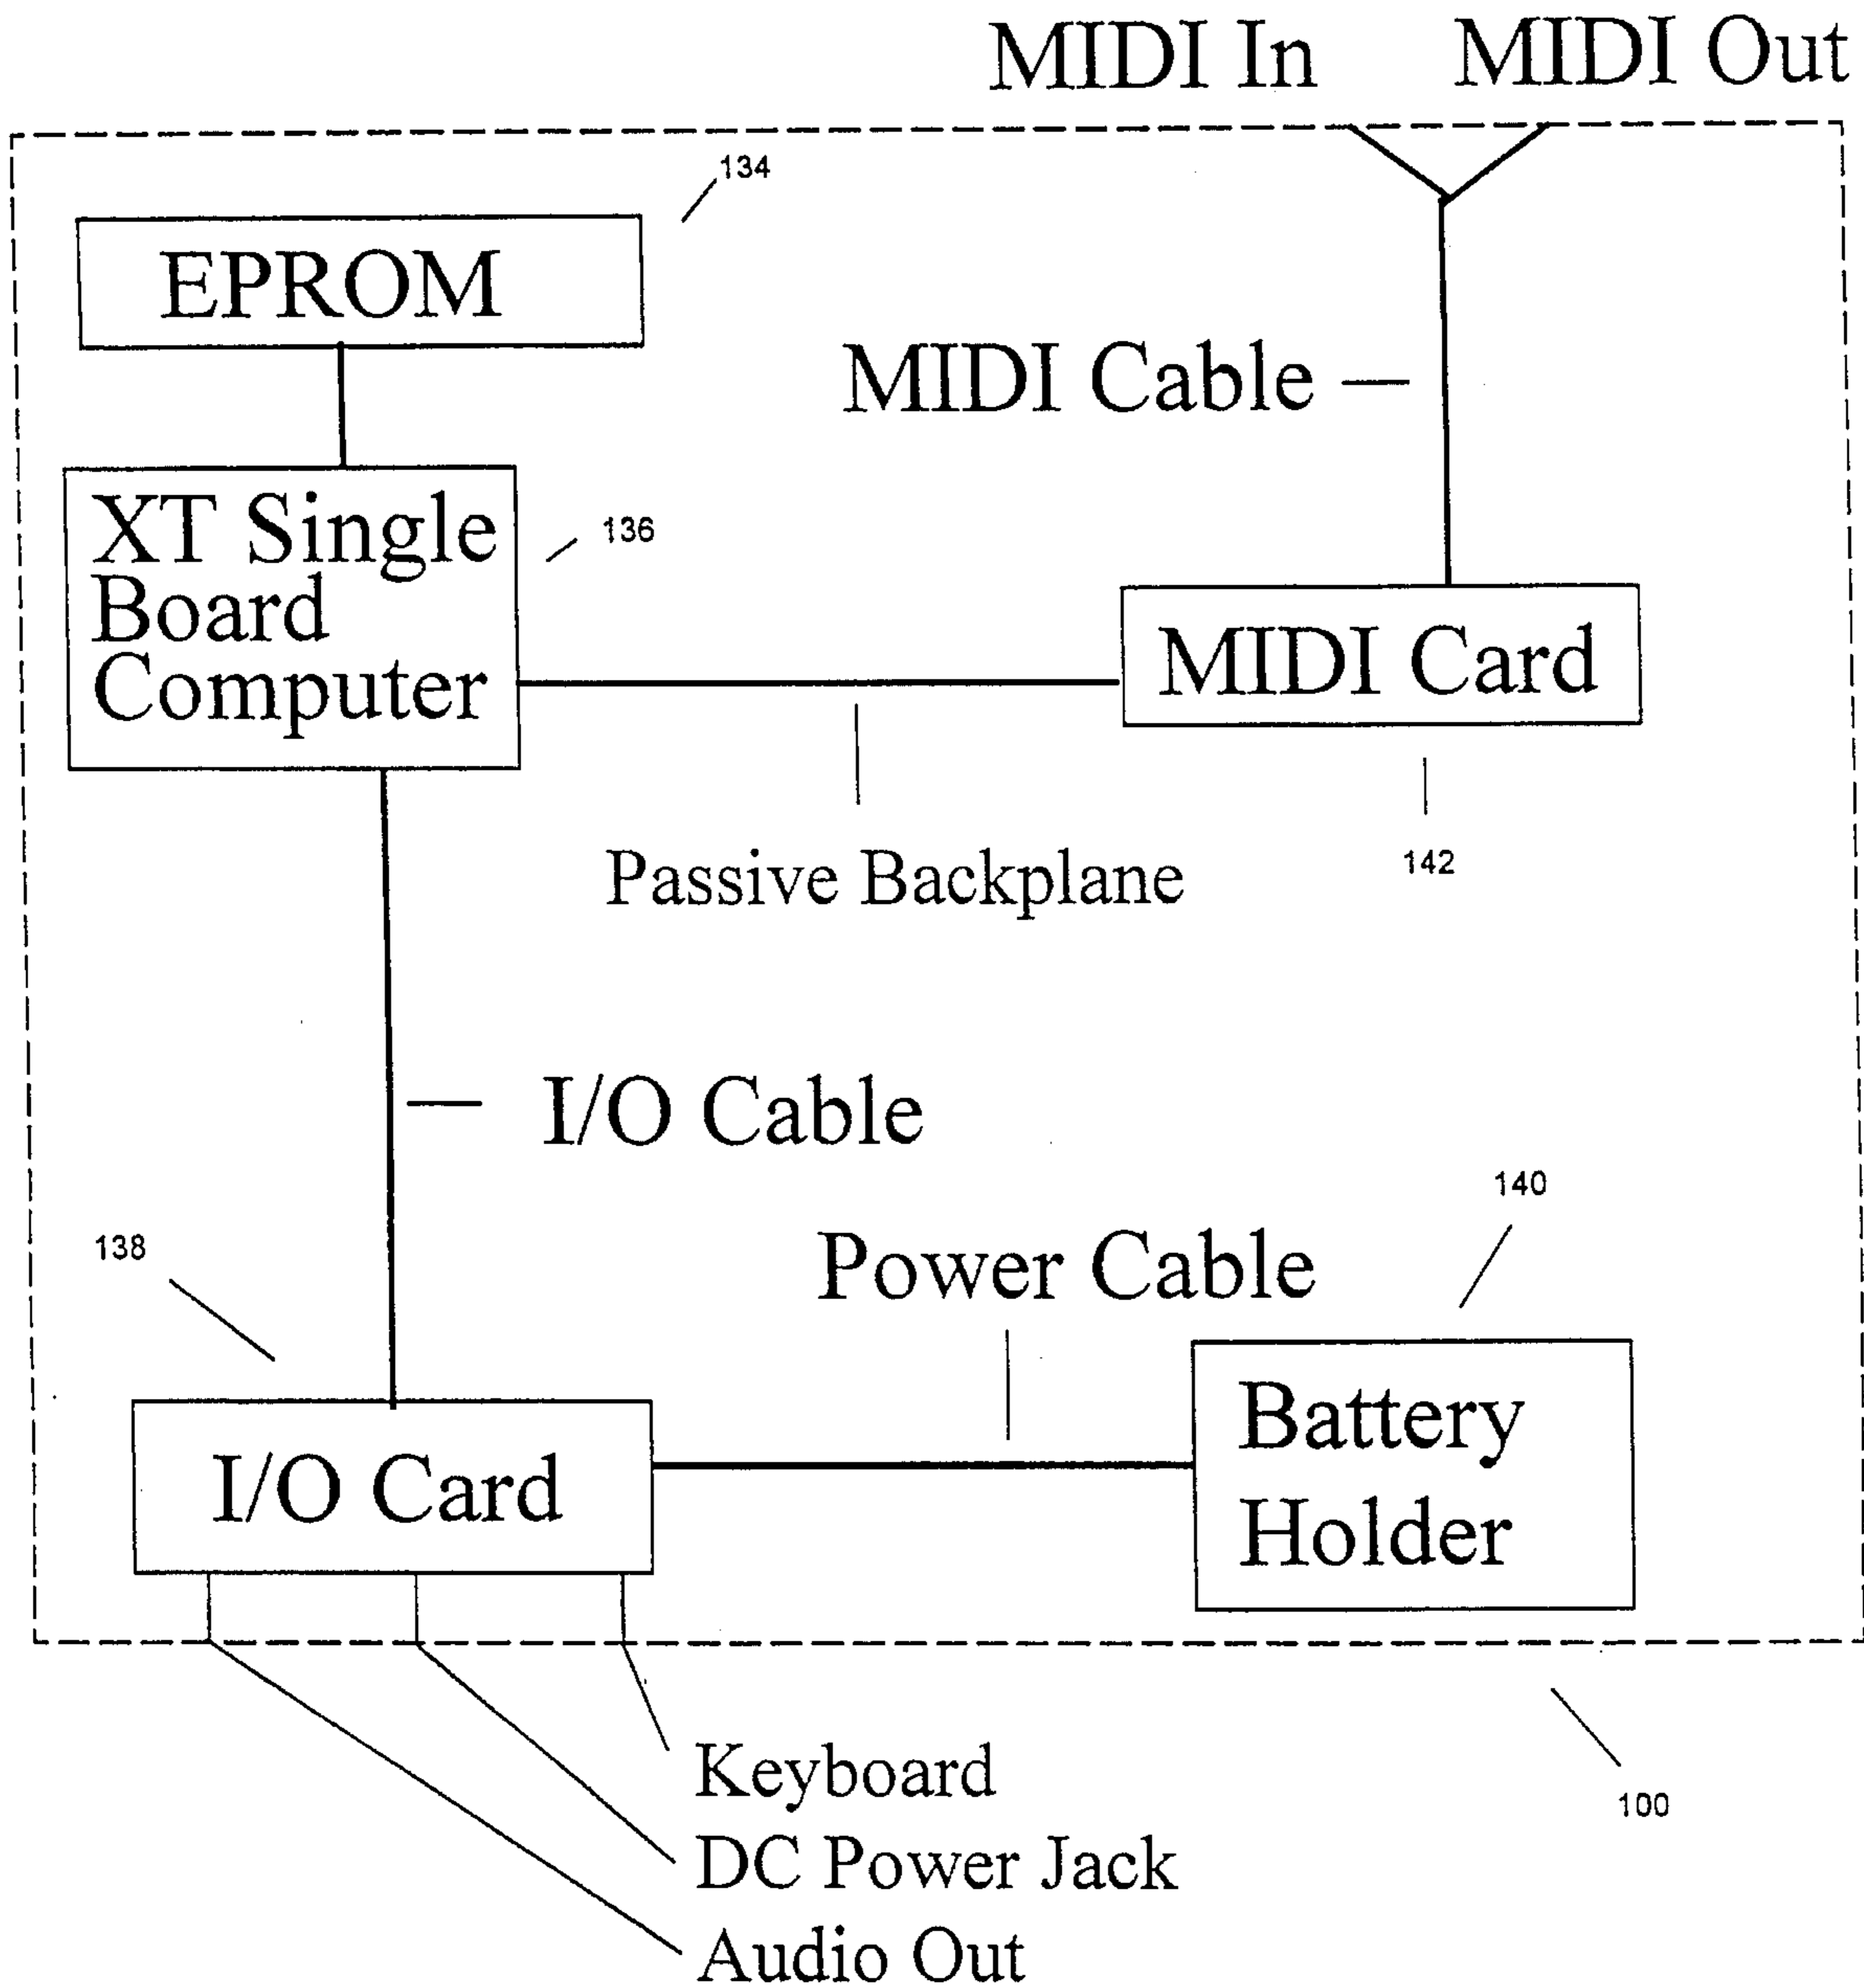 MIDI In MIDI Out
134
EPROM
MIDI Cable
XT Single
Board
Computer
136
MIDI Card
Passive Backplane
142
I/O Cable
140
138
Power Cable
Battery
Holder
I/O Card
Keyboard
100
DC Power Jack
Audio Out